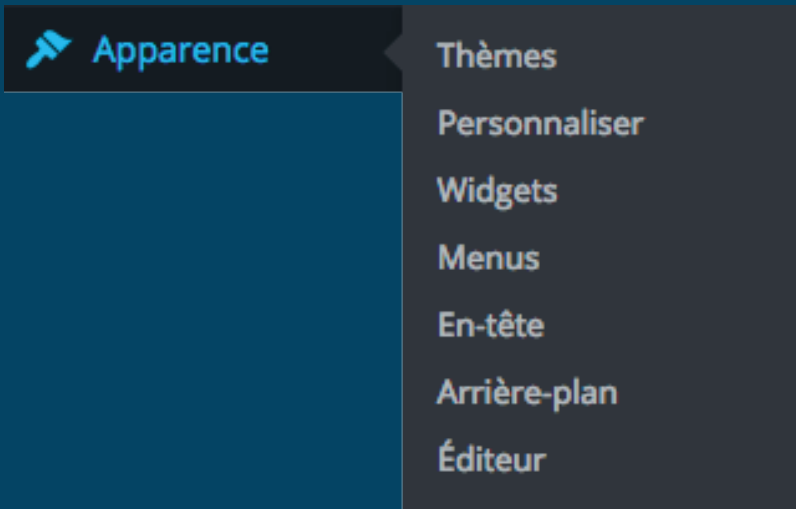 Apparence
Thèmes
Personnaliser
Widgets
Menus
En-tête
Arrière-plan
Éditeur